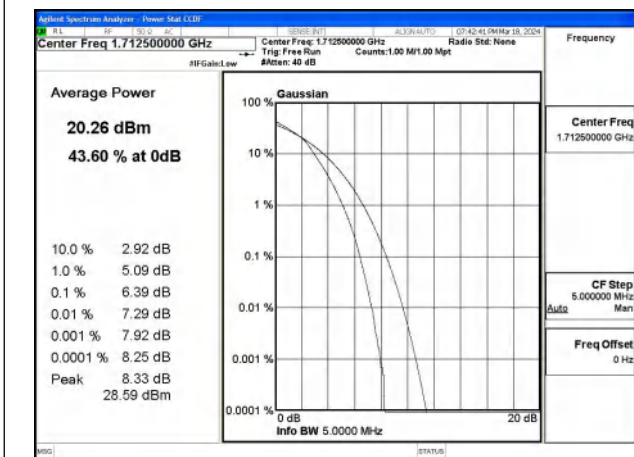 Agilent Spectrum Analyzer - Power Stat CCDF
RL RF 50 Ω AC SENSE:INT ALIGN AUTO 07:42:41 PM Mar 18, 2024
Center Freq 1.712500000 GHz
Center Freq: 1.712500000 GHz Radio Std: None
Trig: Free Run Counts:1.00 M/1.00 Mpt
#IFGain:Low #Atten: 40 dB
Frequency
Average Power
20.26 dBm
43.60 % at 0dB
10.0 % 2.92 dB
1.0 % 5.09 dB
0.1 % 6.39 dB
0.01 % 7.29 dB
0.001 % 7.92 dB
0.0001 % 8.25 dB
Peak 8.33 dB
28.59 dBm
Gaussian
100 %
10 %
1 %
0.1 %
0.01 %
0.001 %
0.0001 %
0 dB 20 dB
Info BW 5.0000 MHz
Center Freq
1.712500000 GHz
CF Step
5.000000 MHz
Auto Man
Freq Offset
0 Hz
MSG STATUS